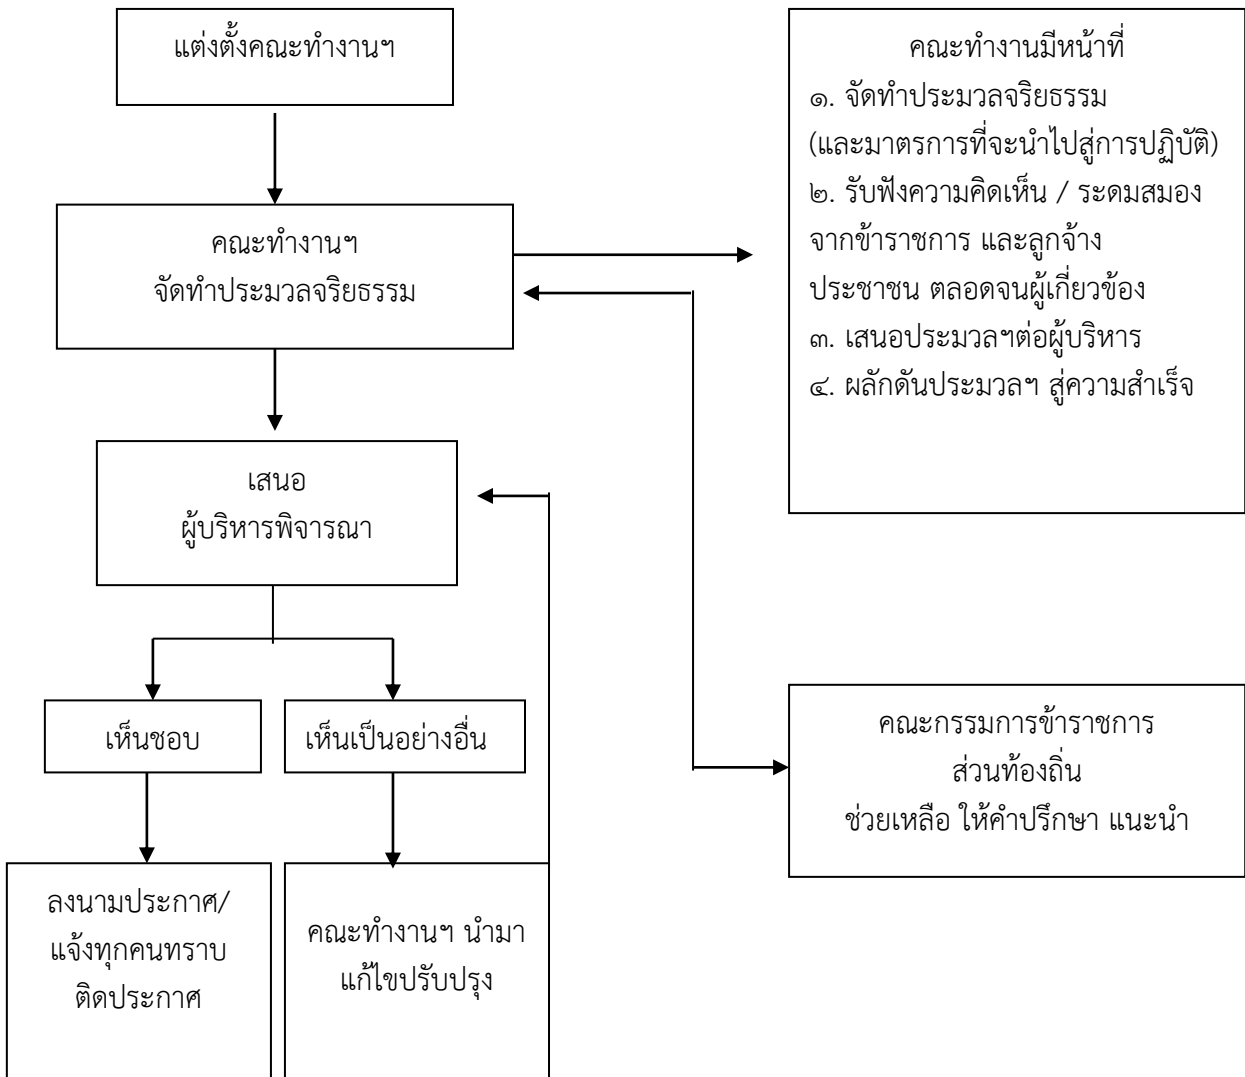 แต่งตั้งคณะทำงานฯ
คณะทำงานฯ
จัดทำประมวลจริยธรรม
เสนอ
ผู้บริหารพิจารณา
เห็นชอบ
เห็นเป็นอย่างอื่น
ลงนามประกาศ/
แจ้งทุกคนทราบ
ติดประกาศ
คณะทำงานฯ นำมา
แก้ไขปรับปรุง
คณะทำงานมีหน้าที่
๑. จัดทำประมวลจริยธรรม
(และมาตรการที่จะนำไปสู่การปฏิบัติ)
๒. รับฟังความคิดเห็น / ระดมสมอง
จากข้าราชการ และลูกจ้าง
ประชาชน ตลอดจนผู้เกี่ยวข้อง
๓. เสนอประมวลฯต่อผู้บริหาร
๔. ผลักดันประมวลฯ สู่ความสำเร็จ
คณะกรรมการข้าราชการ
ส่วนท้องถิ่น
ช่วยเหลือ ให้คำปรึกษา แนะนำ